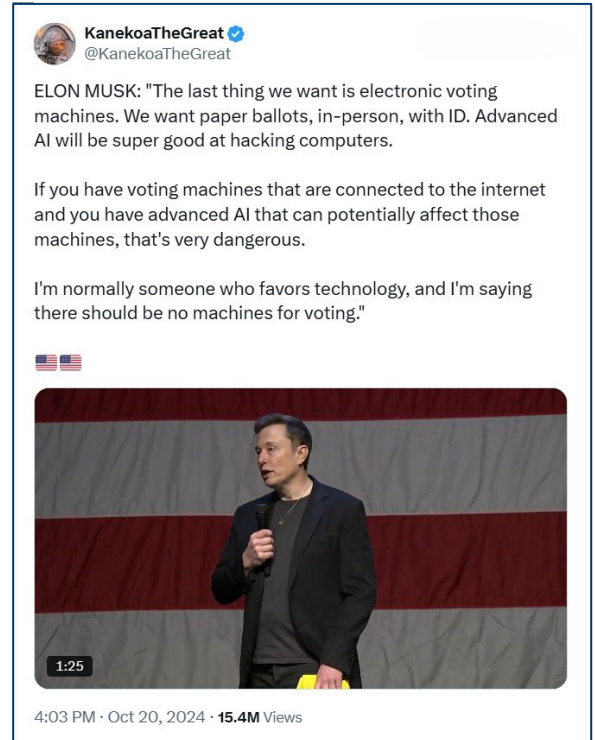 KanekoaTheGreat
@KanekoaTheGreat
ELON MUSK: "The last thing we want is electronic voting
machines. We want paper ballots, in-person, with ID. Advanced
AI will be super good at hacking computers.
If you have voting machines that are connected to the internet
and you have advanced AI that can potentially affect those
machines, that's very dangerous.
I'm normally someone who favors technology, and I'm saying
there should be no machines for voting."
1:25
4:03 PM · Oct 20, 2024 · 15.4M Views